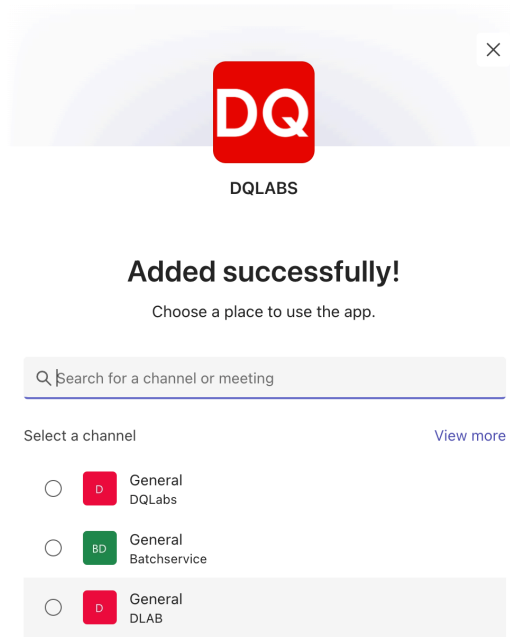 DQ
DQLABS
Added successfully!
Choose a place to use the app.
Search for a channel or meeting
Select a channel
View more
D
General
DQLabs
BD
General
Batchservice
D
General
DLAB